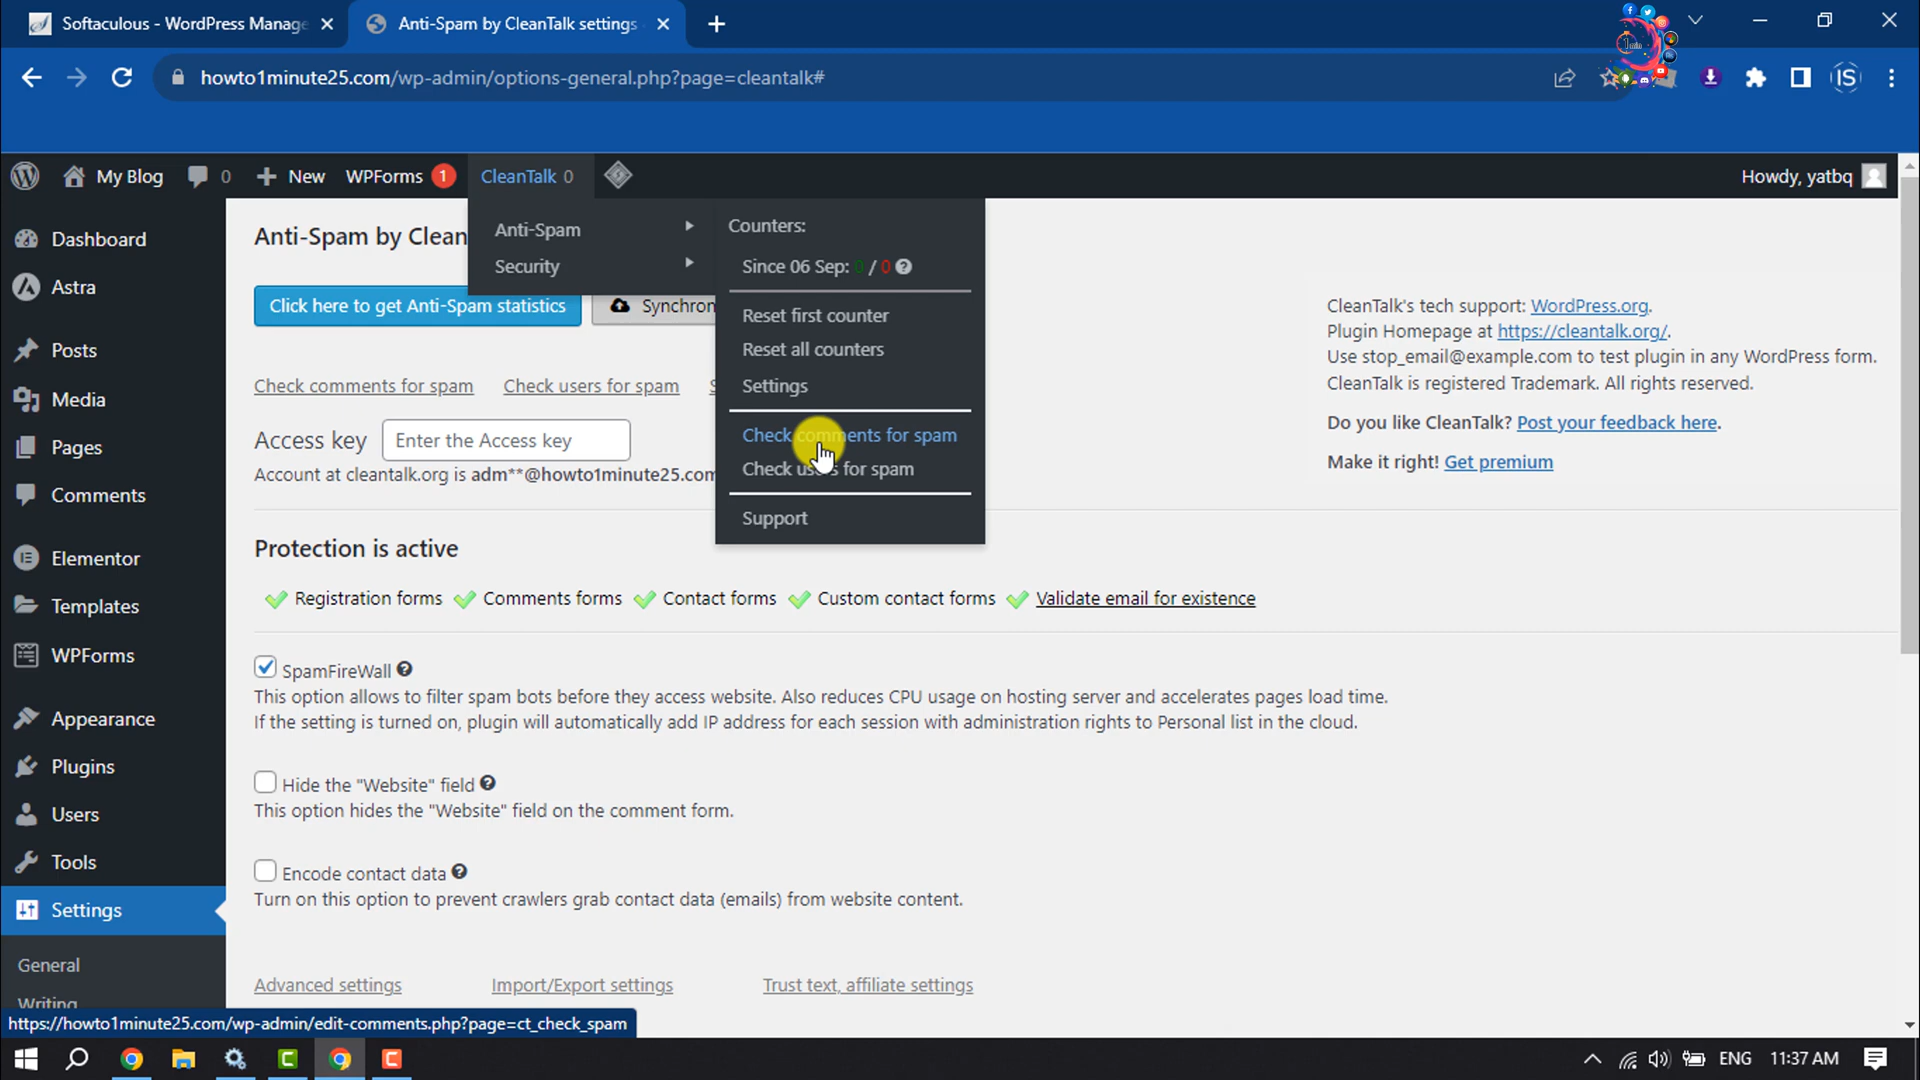 Softaculous - WordPress Manage
Anti-Spam by CleanTalk settings
howto1minute25.com/wp-admin/options-general.php?page=cleantalk#
IS
1min
My Blog
0
New
WPForms 1
CleanTalk 0
Howdy, yatbq
Dashboard
Astra
Posts
Media
Pages
Comments
Elementor
Templates
WPForms
Appearance
Plugins
Users
Tools
Settings
General
Writing
Anti-Spam by Clean
Anti-Spam
Security
Counters:
Since 06 Sep: 0 / 0
Reset first counter
Reset all counters
Settings
Check comments for spam
Check users for spam
Support
Click here to get Anti-Spam statistics
Synchron
Check comments for spam
Check users for spam
S
Access key
Enter the Access key
Account at cleantalk.org is adm**@howto1minute25.com
CleanTalk's tech support: WordPress.org.
Plugin Homepage at https://cleantalk.org/.
Use stop_email@example.com to test plugin in any WordPress form.
CleanTalk is registered Trademark. All rights reserved.
Do you like CleanTalk? Post your feedback here.
Make it right! Get premium
Protection is active
Registration forms
Comments forms
Contact forms
Custom contact forms
Validate email for existence
SpamFireWall
This option allows to filter spam bots before they access website. Also reduces CPU usage on hosting server and accelerates pages load time.
If the setting is turned on, plugin will automatically add IP address for each session with administration rights to Personal list in the cloud.
Hide the "Website" field
This option hides the "Website" field on the comment form.
Encode contact data
Turn on this option to prevent crawlers grab contact data (emails) from website content.
Advanced settings
Import/Export settings
Trust text, affiliate settings
https://howto1minute25.com/wp-admin/edit-comments.php?page=ct_check_spam
ENG
11:37 AM